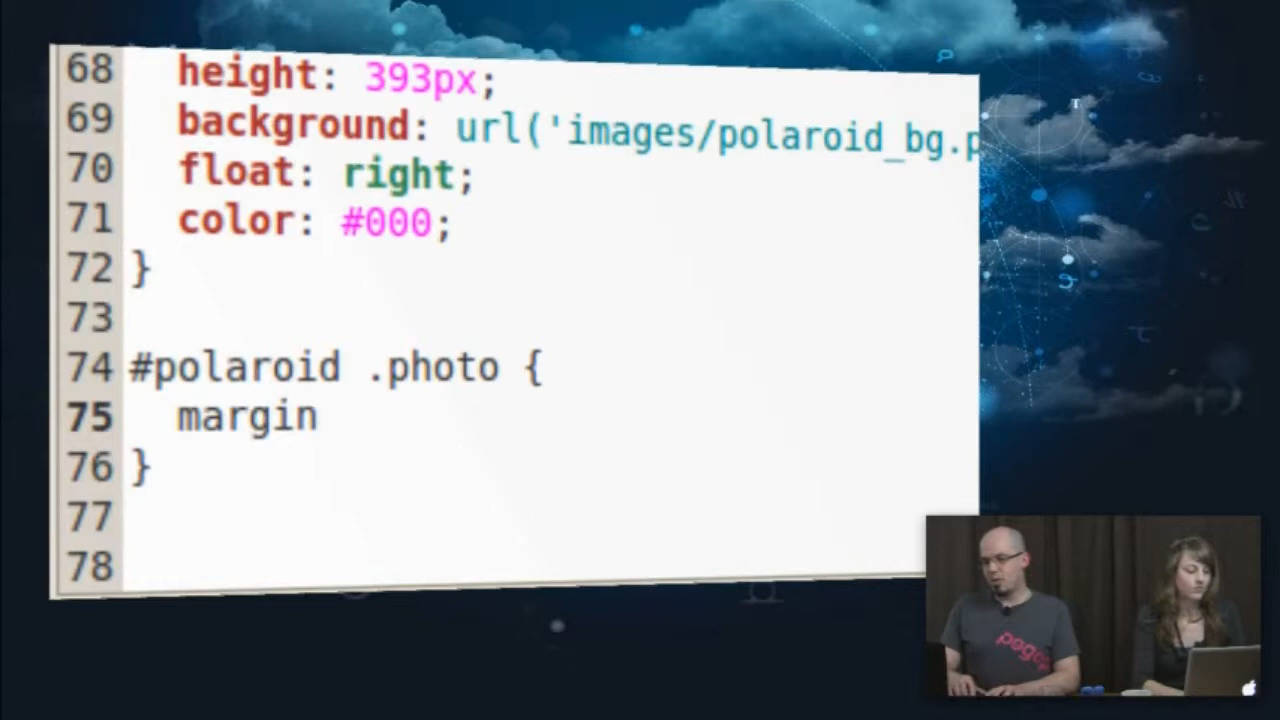 68 height: 393px;
69 background: url('images/polaroid_bg.p
70 float: right;
71 color: #000;
72 }
73
74 #polaroid .photo {
75 margin
76 }
77
78